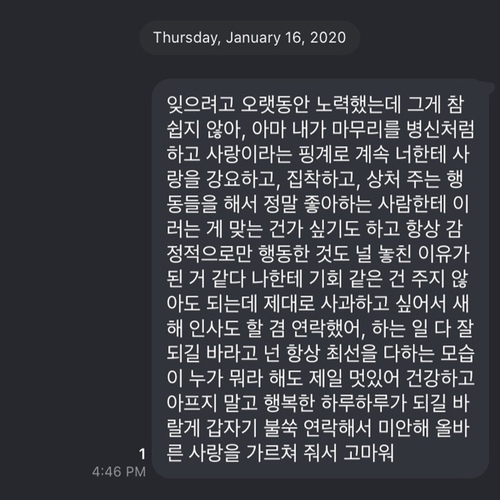 Thursday, January 16, 2020
잊으려고 오랫동안 노력했는데 그게 참
쉽지 않아, 아마 내가 마무리를 병신처럼
하고 사랑이라는 핑계로 계속 너한테 사
랑을 강요하고, 집착하고, 상처 주는 행
동들을 해서 정말 좋아하는 사람한테 이
러는 게 맞는 건가 싶기도 하고 항상 감
정적으로만 행동한 것도 널 놓친 이유가
된 거 같다 나한테 기회 같은 건 주지 않
아도 되는데 제대로 사과하고 싶어서 새
해 인사도 할 겸 연락했어, 하는 일 다 잘
되길 바라고 넌 항상 최선을 다하는 모습
이 누가 뭐라 해도 제일 멋있어 건강하고
아프지 말고 행복한 하루하루가 되길 바
랄게 갑자기 불쑥 연락해서 미안해 올바
른 사랑을 가르쳐 줘서 고마워
1
4:46 PM